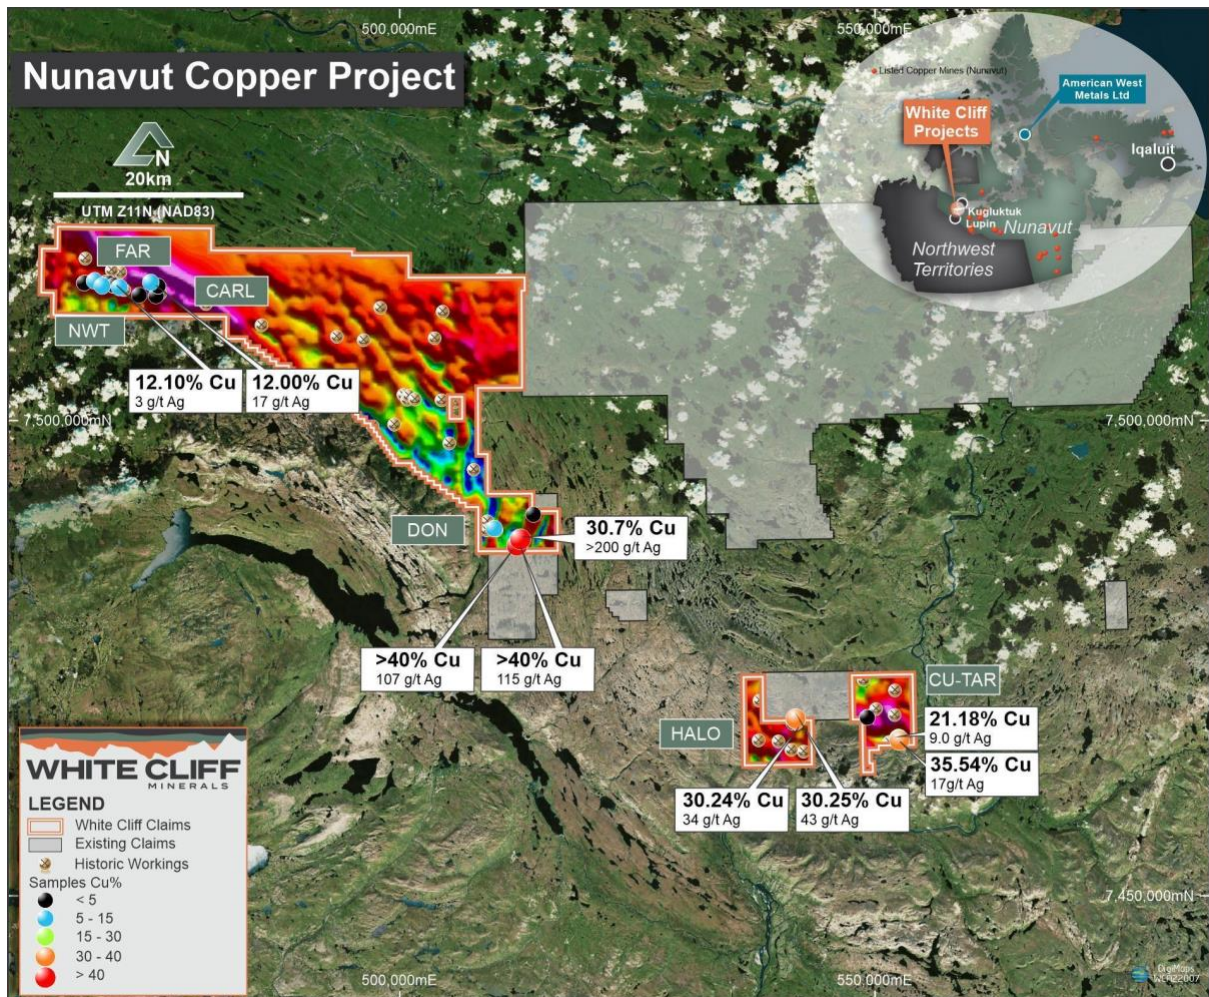 500,000mE
550,000mE
Nunavut Copper Project
N
20km
UTM Z11N (NAD83)
Listed Copper Mines (Nunavut)
American West
Metals Ltd
White Cliff
Projects
Iqaluit
Kugluktuk
Lupin
Nunavut
Northwest
Territories
FAR
CARL
NWT
12.10% Cu
3 g/t Ag
12.00% Cu
17 g/t Ag
7,500,000mN
7,500,000mN
DON
30.7% Cu
>200 g/t Ag
>40% Cu
107 g/t Ag
>40% Cu
115 g/t Ag
CU-TAR
HALO
21.18% Cu
9.0 g/t Ag
35.54% Cu
17g/t Ag
30.24% Cu
34 g/t Ag
30.25% Cu
43 g/t Ag
WHITE CLIFF
MINERALS
LEGEND
White Cliff Claims
Existing Claims
Historic Workings
Samples Cu%
< 5
5 - 15
15 - 30
30 - 40
> 40
7,450,000mN
500,000mE
550,000mE
DigiMaps